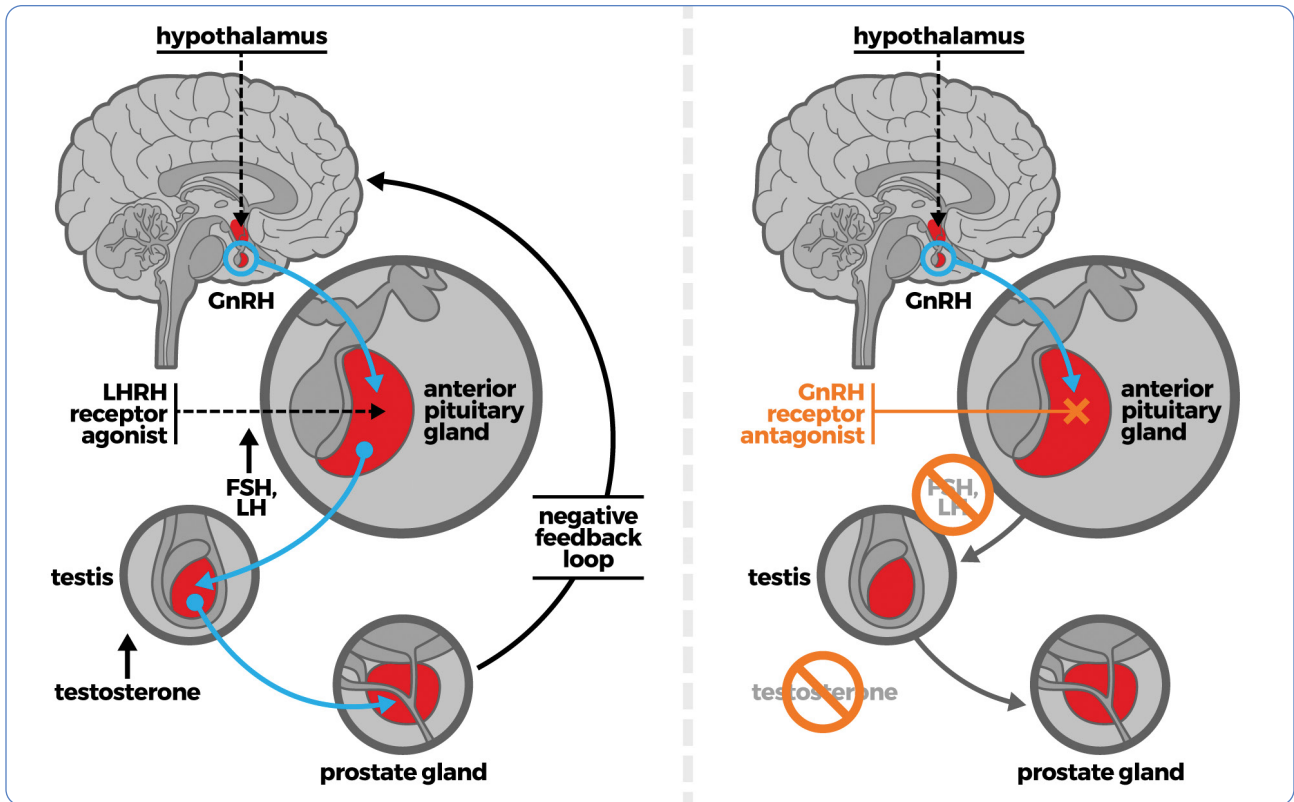 hypothalamus
GnRH
LHRH
receptor
agonist
anterior
pituitary
gland
FSH,
LH
negative
feedback
loop
testis
testosterone
prostate gland
hypothalamus
GnRH
GnRH
receptor
antagonist
anterior
pituitary
gland
FSH,
LH
testis
testosterone
prostate gland